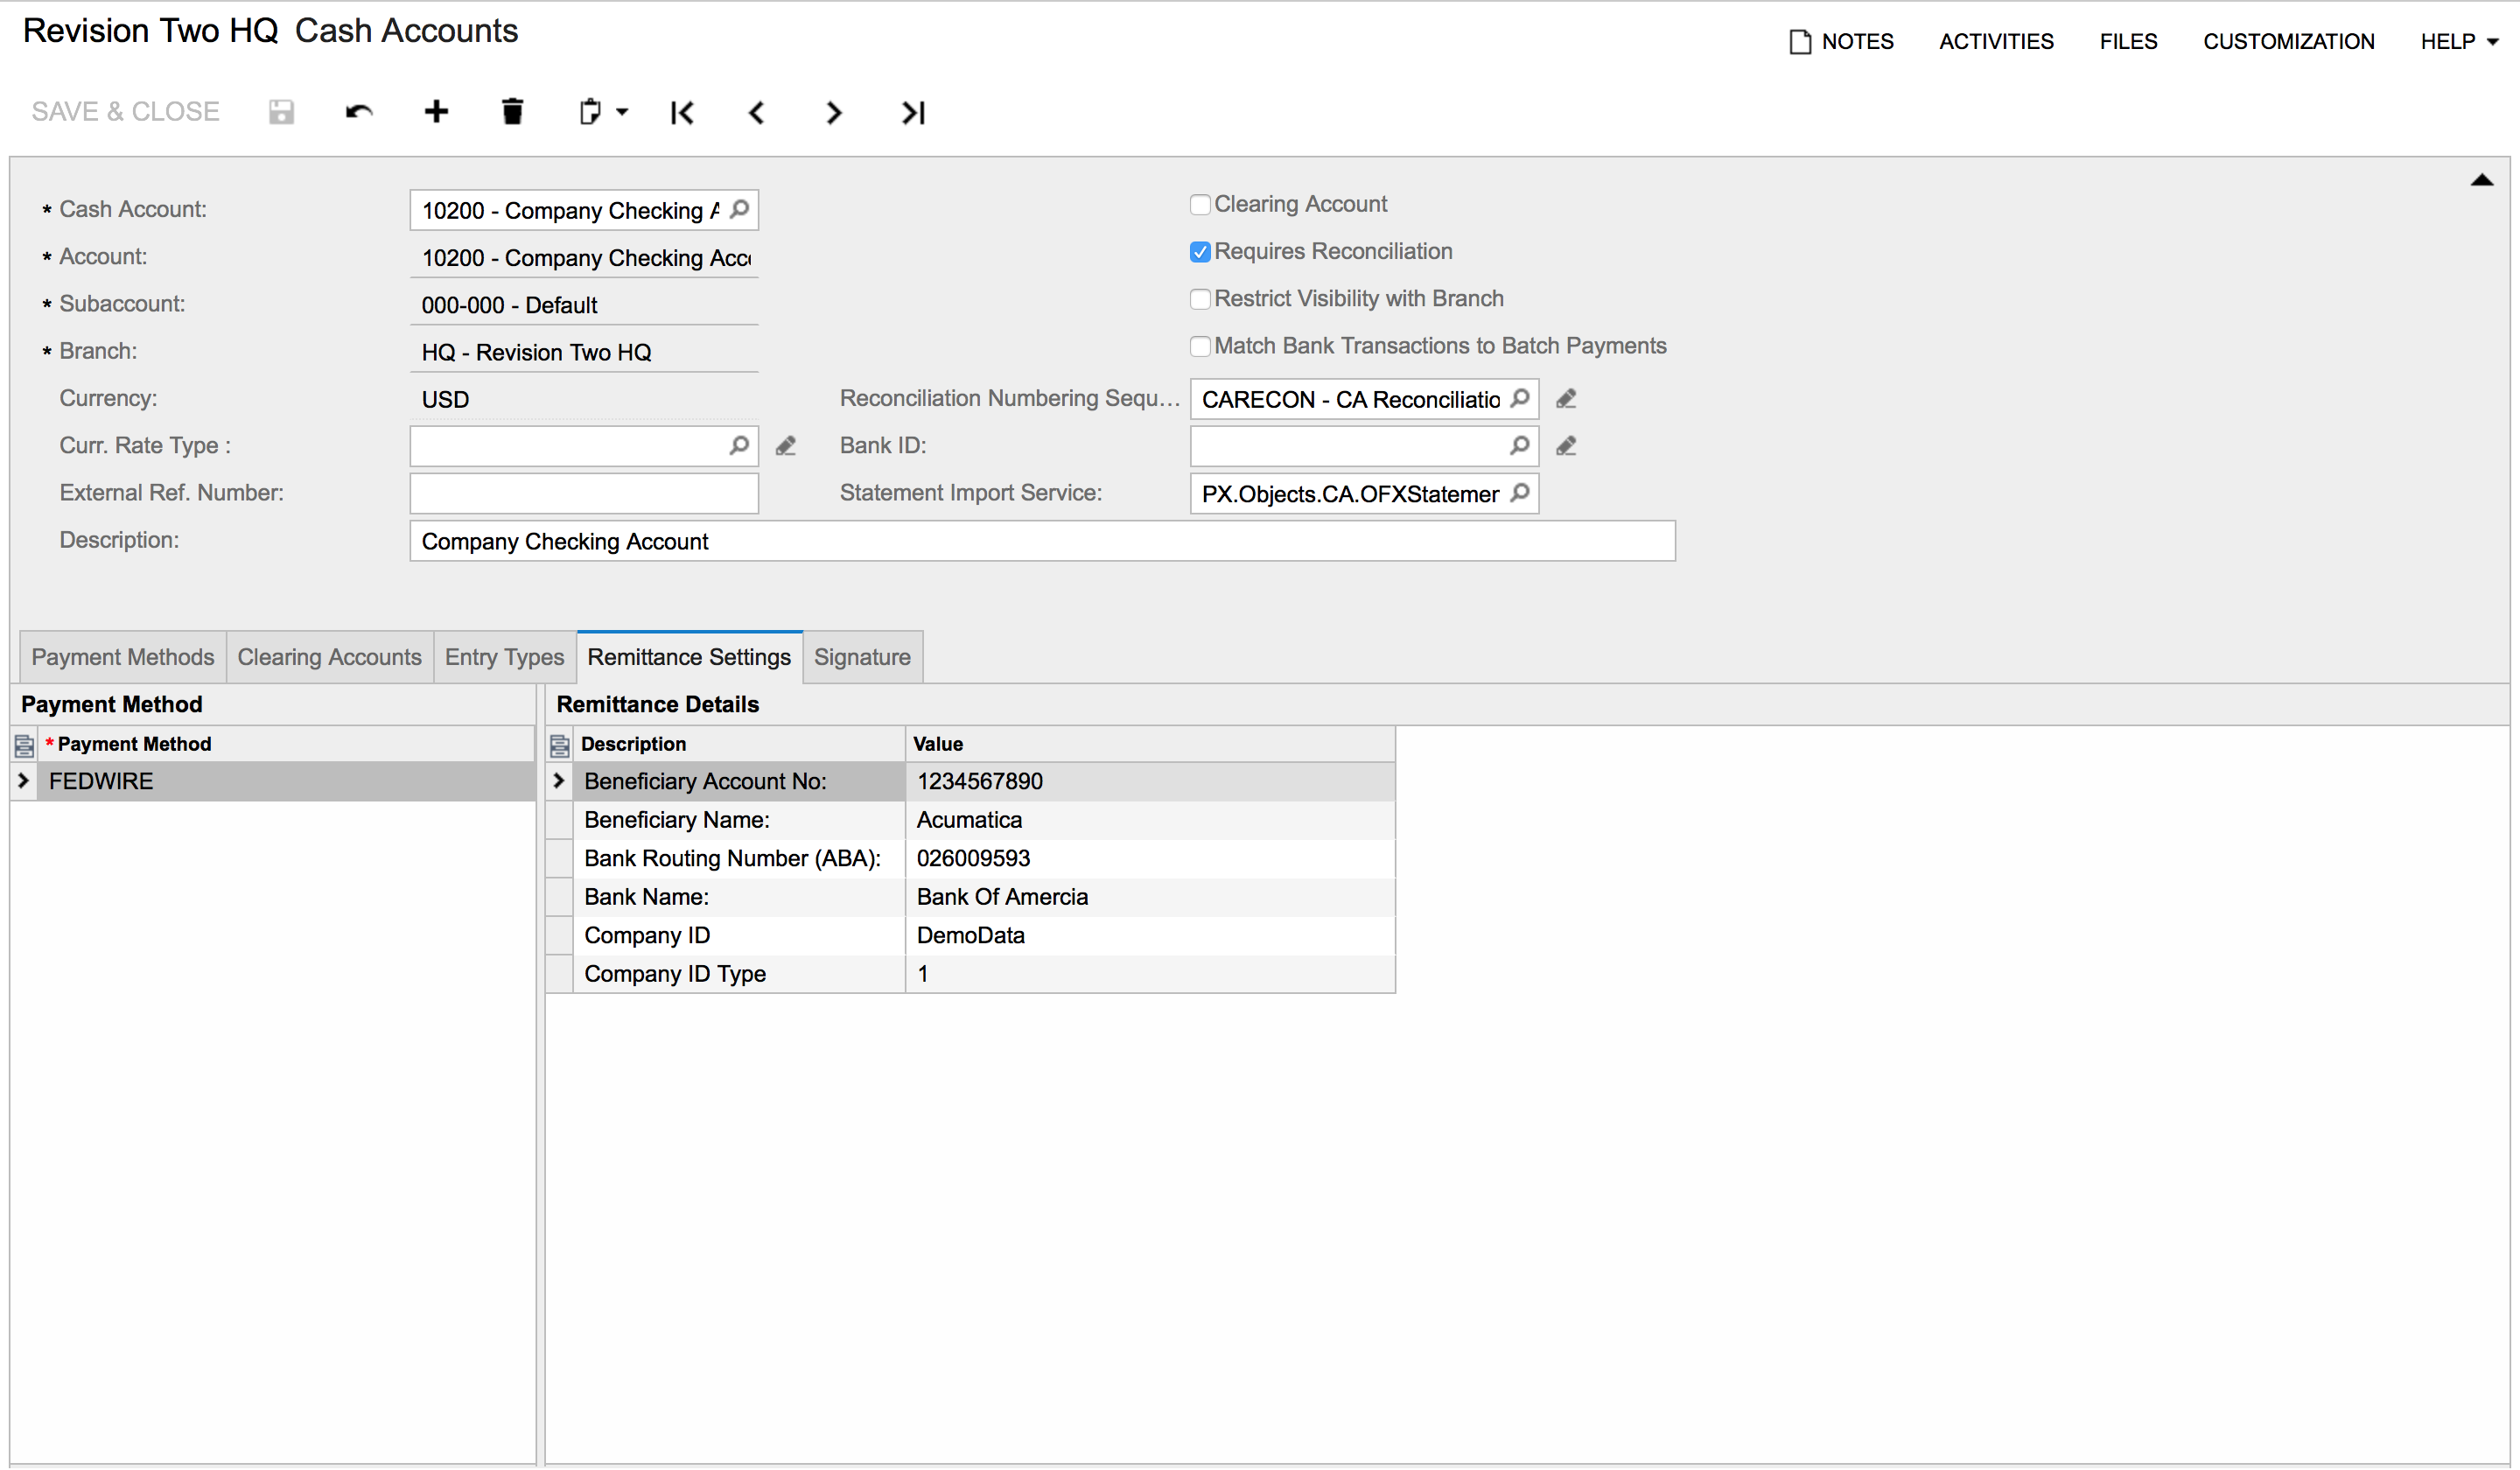 Revision Two HQ Cash Accounts
NOTES ACTIVITIES FILES CUSTOMIZATION HELP
SAVE & CLOSE
* Cash Account: 10200 - Company Checking A
Clearing Account
* Account: 10200 - Company Checking Acco
Requires Reconciliation
* Subaccount: 000-000 - Default
Restrict Visibility with Branch
* Branch: HQ - Revision Two HQ
Match Bank Transactions to Batch Payments
Currency: USD
Reconciliation Numbering Sequ... CARECON - CA Reconciliatio
Curr. Rate Type :
Bank ID:
External Ref. Number:
Statement Import Service: PX.Objects.CA.OFXStatemer
Description: Company Checking Account
Payment Methods Clearing Accounts Entry Types Remittance Settings Signature
Payment Method
* Payment Method
FEDWIRE
Remittance Details
Description Value
Beneficiary Account No: 1234567890
Beneficiary Name: Acumatica
Bank Routing Number (ABA): 026009593
Bank Name: Bank Of Amercia
Company ID DemoData
Company ID Type 1